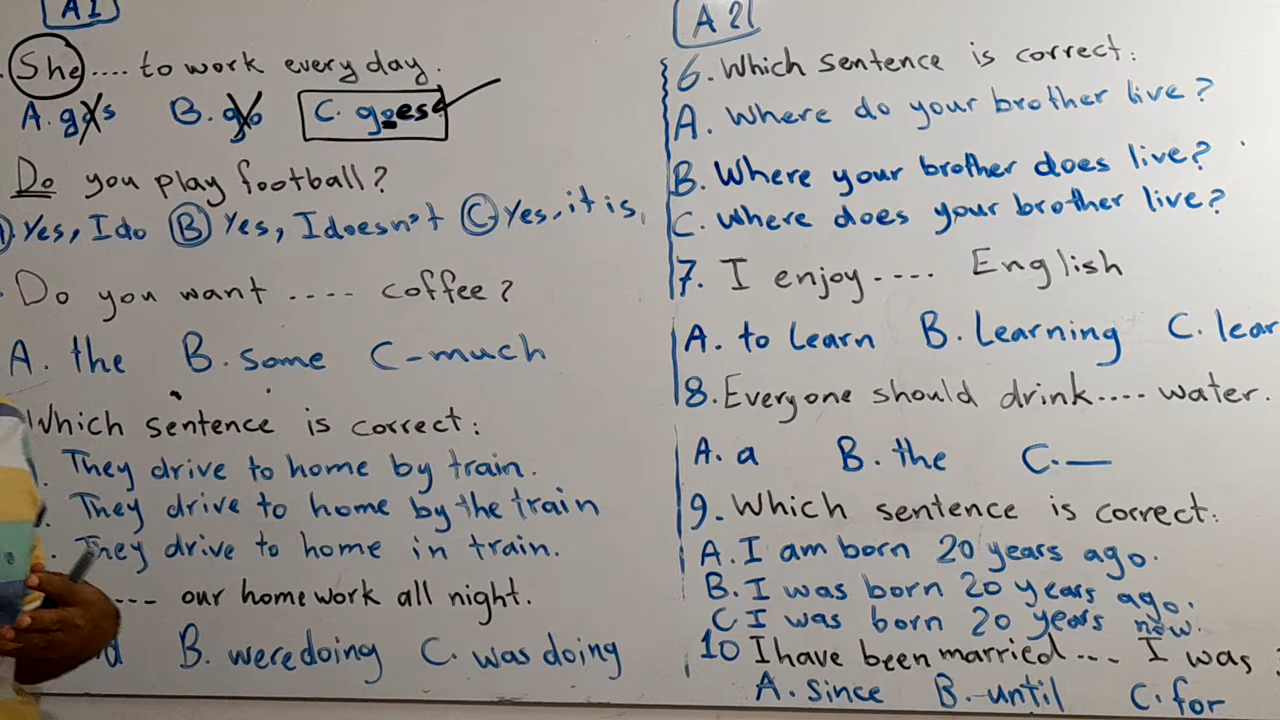 A1
She .... to work every day.
A. gos B. go C. goes
Do you play football?
Yes, I do B Yes, I doesn't C Yes, it is.
Do you want .... coffee?
A. the B. some C-much
Which sentence is correct:
They drive to home by train.
They drive to home by the train
They drive to home in train.
.... our homework all night.
B. were doing C. was doing
A2
6. Which sentence is correct:
A. Where do your brother live?
B. Where your brother does live?
C. Where does your brother live?
7. I enjoy .... English
A. to Learn B. Learning C. lear
8. Everyone should drink .... water.
A. a B. the C. —
9. Which sentence is correct:
A. I am born 20 years ago.
B. I was born 20 years ago.
C I was born 20 years now.
10 I have been married .... I was
A. since B. until C. for